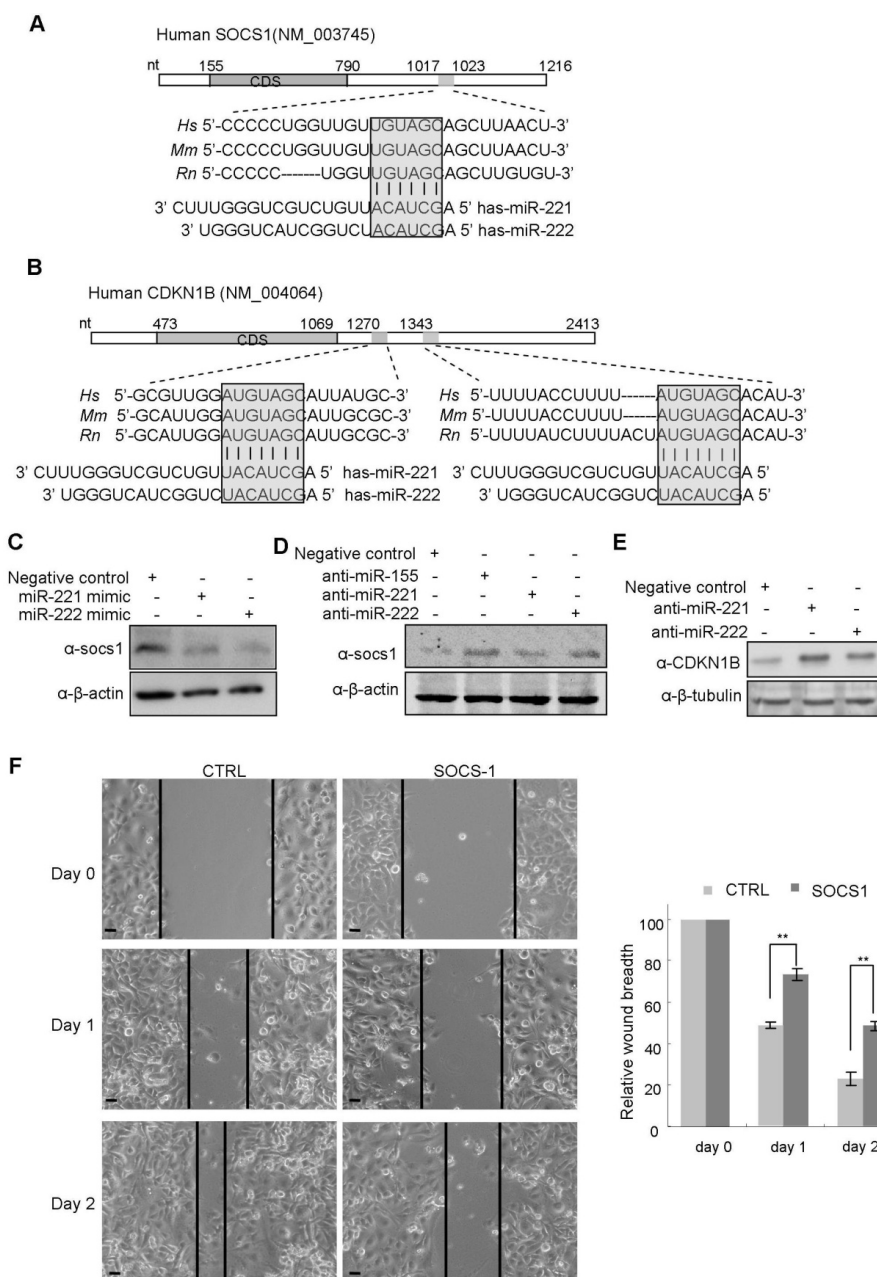 A
Human SOCS1(NM_003745)
nt 155 790 1017 1023 1216
CDS
Hs 5'-CCCCCUGGUUGUUGUAGCAGCUUAACU-3'
Mm 5'-CCCCCUGGUUGUUGUAGCAGCUUAACU-3'
Rn 5'-CCCCC-------UGGUUGUAGCAGCUUGUGU-3'
3' CUUUGGGUCGUCUGUUACAUCGA 5' has-miR-221
3' UGGGUCAUCGGUCUACAUCGA 5' has-miR-222
B
Human CDKN1B (NM_004064)
nt 473 1069 1270 1343 2413
CDS
Hs 5'-GCGUUGGAUGUAGCAUUAUGC-3' Hs 5'-UUUUACCUUUU------AUGUAGCACAU-3'
Mm 5'-GCAUUGGAUGUAGCAUUGCGC-3' Mm 5'-UUUUACCUUUU------AUGUAGCAUAU-3'
Rn 5'-GCAUUGGAUGUAGCAUUGCGC-3' Rn 5'-UUUUAUCUUUUACUAUGUAGCACAU-3'
3' CUUUGGGUCGUCUGUUACAUCGA 5' has-miR-221 3' CUUUGGGUCGUCUGUUACAUCGA 5'
3' UGGGUCAUCGGUCUACAUCGA 5' has-miR-222 3' UGGGUCAUCGGUCUACAUCGA 5'
C
Negative control + - -
miR-221 mimic - + -
miR-222 mimic - - +
α-socs1
α-β-actin
D
Negative control + - - -
anti-miR-155 - + - -
anti-miR-221 - - + -
anti-miR-222 - - - +
α-socs1
α-β-actin
E
Negative control + - -
anti-miR-221 - + -
anti-miR-222 - - +
α-CDKN1B
α-β-tubulin
F
CTRL SOCS-1
Day 0
Day 1
Day 2
CTRL SOCS1
Relative wound breadth
100
80
60
40
20
0
** **
day 0 day 1 day 2